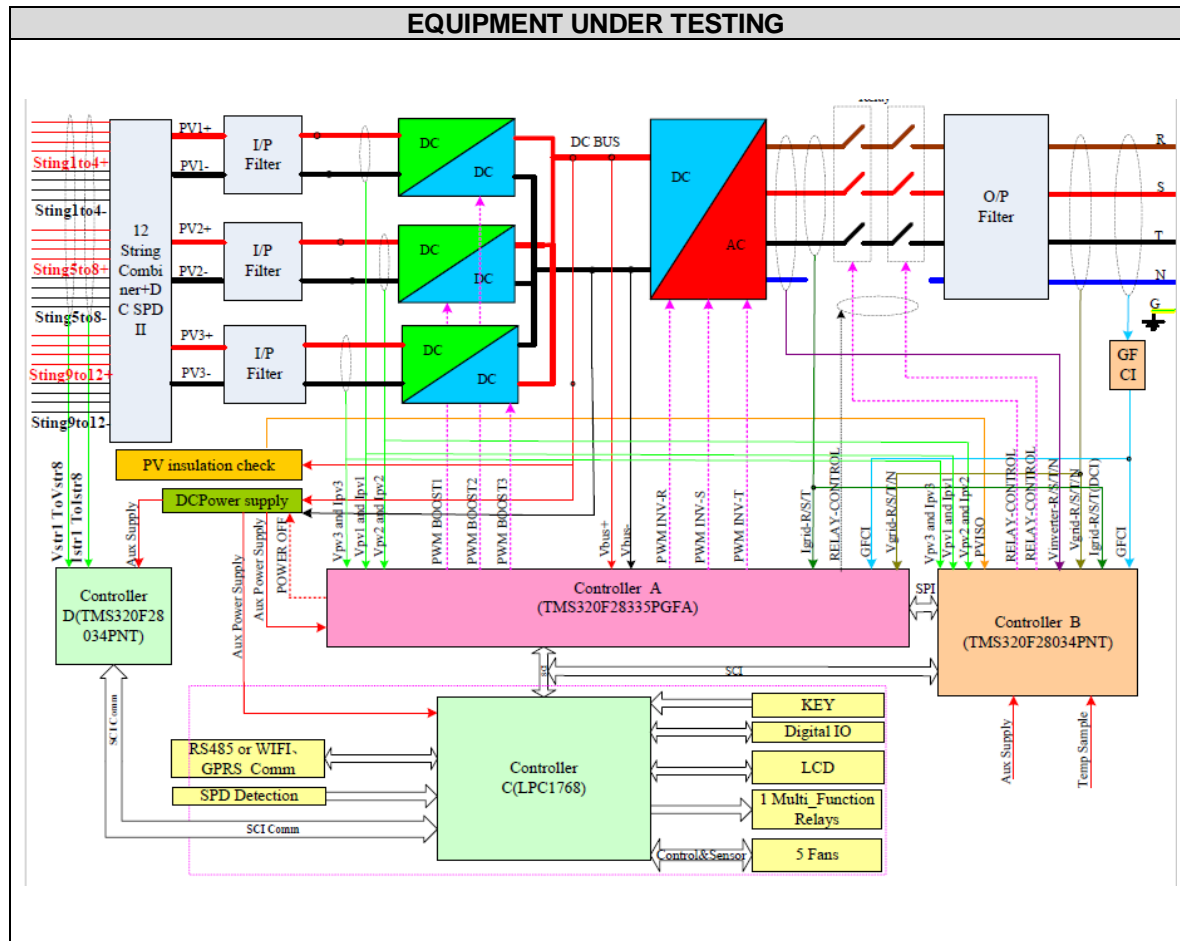 EQUIPMENT UNDER TESTING
Relay
PV1+
PV1-
I/P
Filter
DC
DC
DC BUS
DC
AC
O/P
Filter
R
S
T
N
G
Sting1to4+
Sting1to4-
12
String
Combi
ner+D
C SPD
II
PV2+
PV2-
I/P
Filter
DC
DC
Sting5to8+
Sting5to8-
PV3+
PV3-
I/P
Filter
DC
DC
Sting9to12+
Sting9to12-
GF
CI
PV insulation check
DCPower supply
Vstr1 ToVstr8
Istr1 ToIstr8
Aux Supply
Aux Power Supply
Aux Power Supply
POWER OFF
Vpv3 and Ipv3
Vpv1 and Ipv1
Vpv2 and Ipv2
PWM BOOST1
PWM BOOST2
PWM BOOST3
Vbus+
Vbus-
PWM INV-R
PWM INV-S
PWM INV-T
Igrid-R/S/T
RELAY-CONTROL
GFCI
Vgrid-R/S/T/N
Vpv3 and Ipv3
Vpv1 and Ipv1
Vpv2 and Ipv2
PVISO
RELAY-CONTROL
RELAY-CONTROL
Vinverter-R/S/T/N
Vgrid-R/S/T/N
Igrid-R/S/T(DCI)
GFCI
Controller
D(TMS320F28
034PNT)
Controller A
(TMS320F28335PGFA)
SPI
Controller B
(TMS320F28034PNT)
SCI
SCI
SCI Comm
Aux Supply
Temp Sample
RS485 or WIFI、
GPRS Comm
SPD Detection
SCI Comm
Controller
C(LPC1768)
KEY
Digital IO
LCD
1 Multi_Function
Relays
Control&Sensor
5 Fans